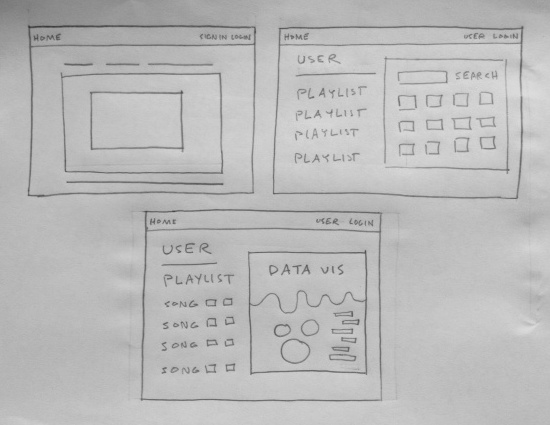 HOME SIGNIN LOGIN
HOME USER LOGIN
USER
PLAYLIST
PLAYLIST
PLAYLIST
PLAYLIST
SEARCH
HOME USER LOGIN
USER
PLAYLIST
SONG
SONG
SONG
SONG
DATA VIS